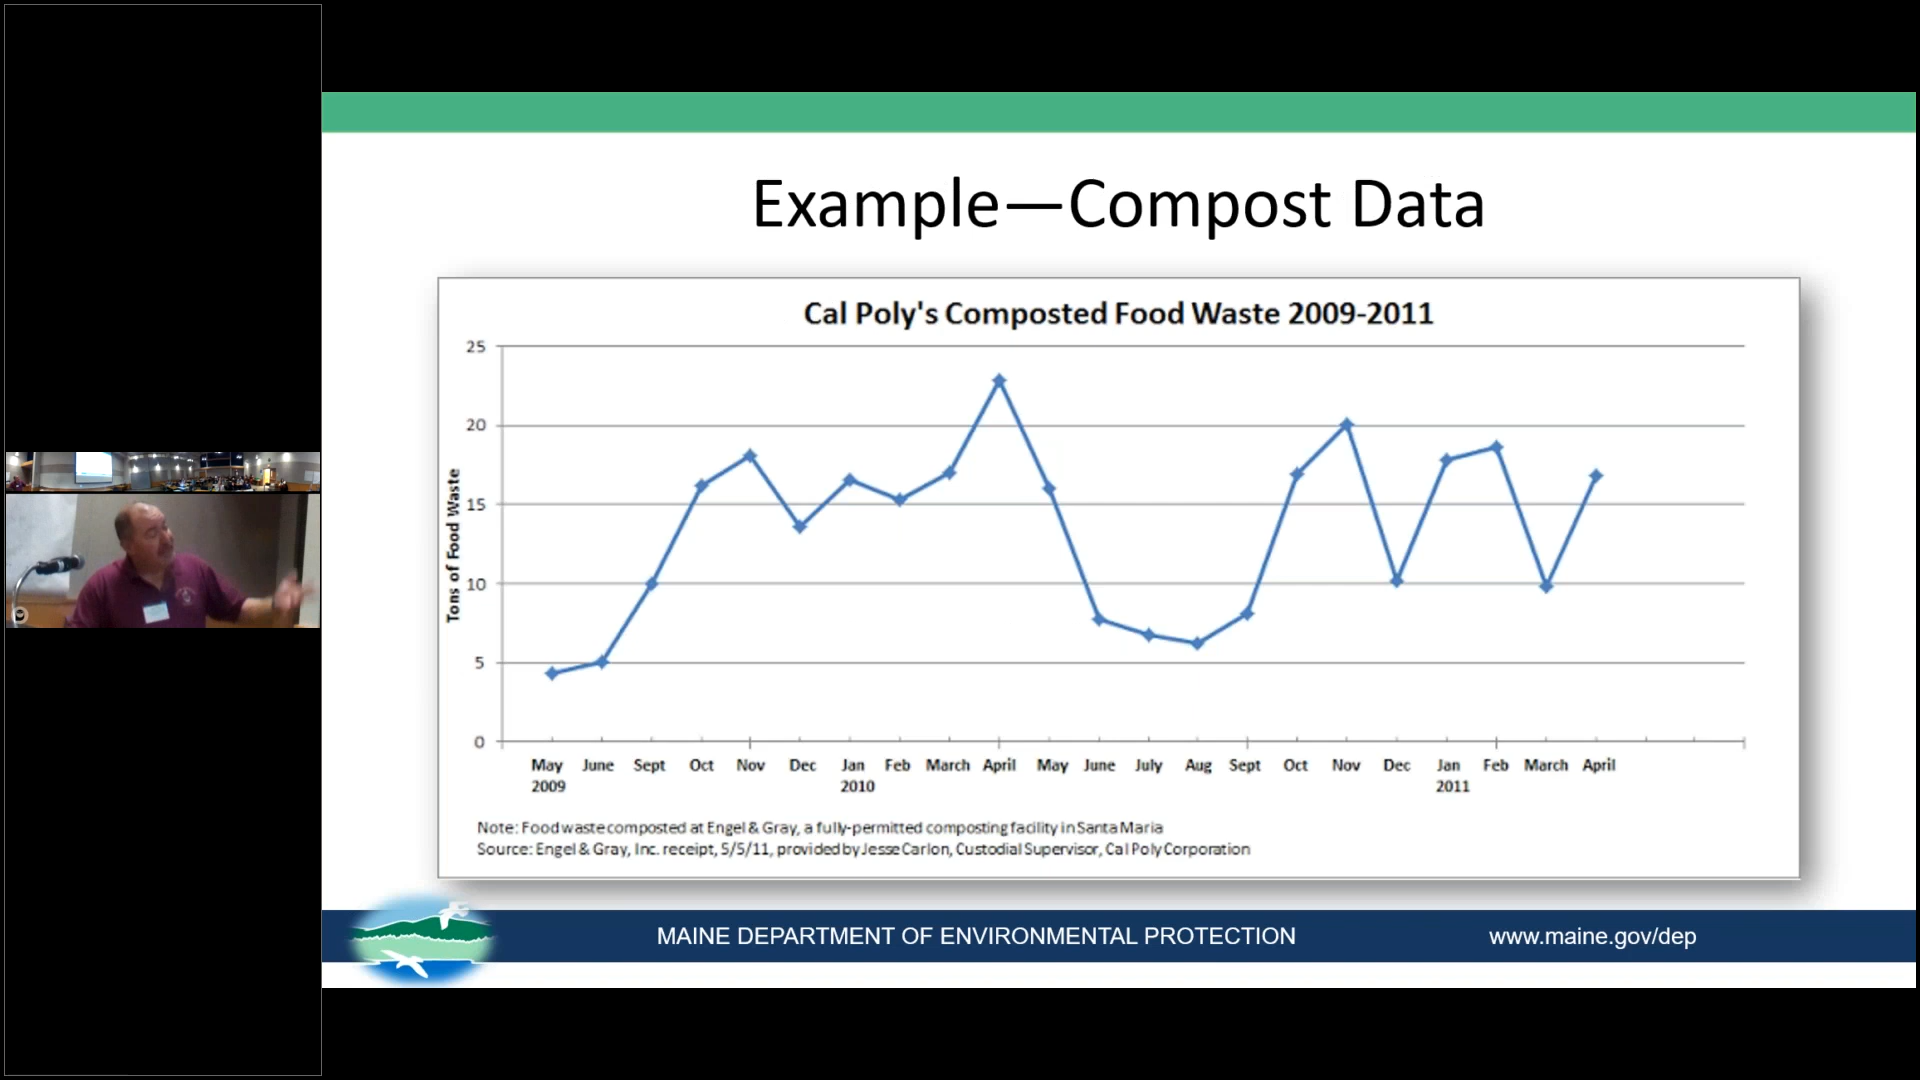 Example—Compost Data
Cal Poly's Composted Food Waste 2009-2011
Tons of Food Waste
25
20
15
10
5
0
May June Sept Oct Nov Dec Jan Feb March April May June July Aug Sept Oct Nov Dec Jan Feb March April
2009 2010 2011
Note: Food waste composted at Engel & Gray, a fully-permitted composting facility in Santa Maria
Source: Engel & Gray, Inc. receipt, 5/5/11, provided by Jesse Carlon, Custodial Supervisor, Cal Poly Corporation
MAINE DEPARTMENT OF ENVIRONMENTAL PROTECTION www.maine.gov/dep